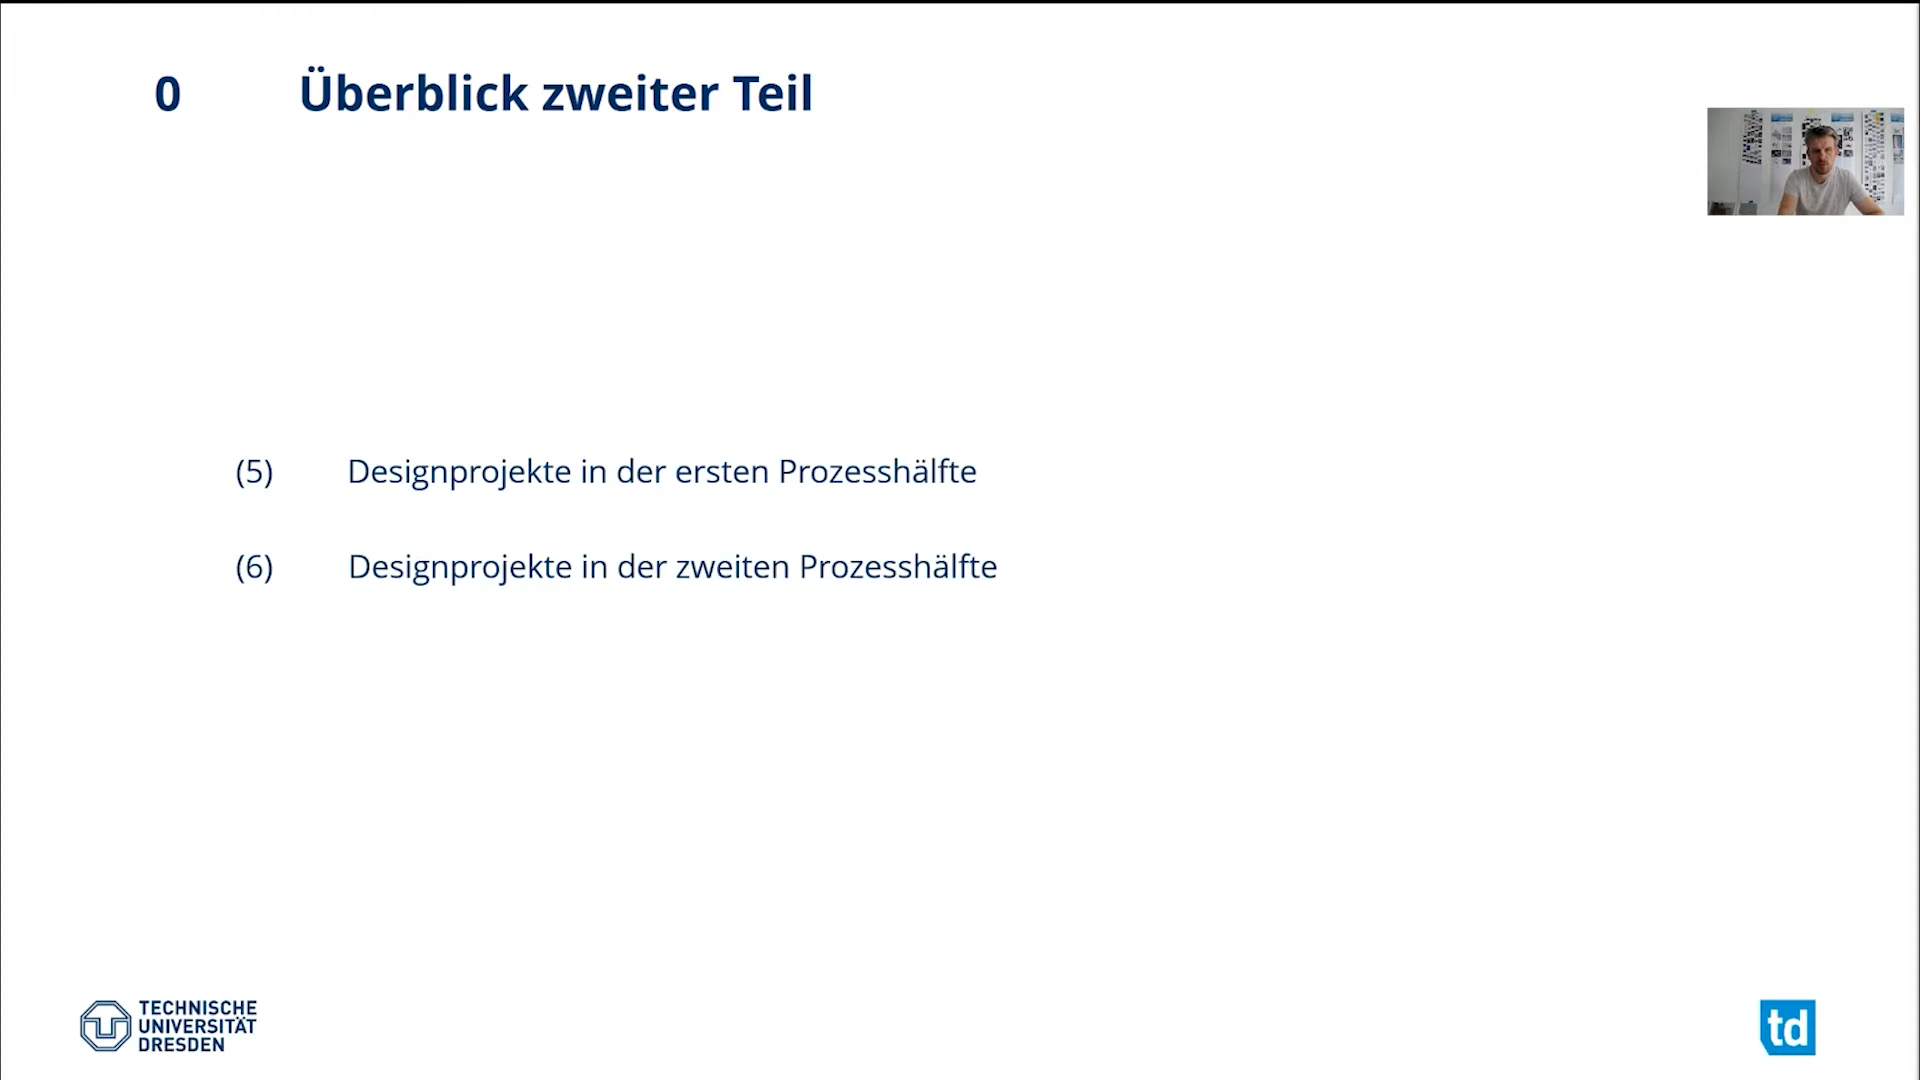 0 Überblick zweiter Teil
(5) Designprojekte in der ersten Prozesshälfte
(6) Designprojekte in der zweiten Prozesshälfte
TECHNISCHE
UNIVERSITÄT
DRESDEN
td